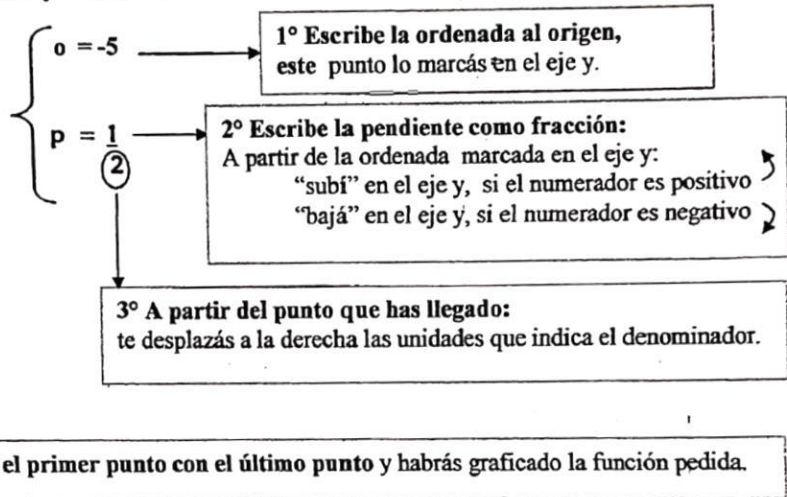 o = -5
1° Escribe la ordenada al origen,
este punto lo marcás en el eje y.
p = 1
2
2° Escribe la pendiente como fracción:
A partir de la ordenada marcada en el eje y:
“subí” en el eje y, si el numerador es positivo
“bajá” en el eje y, si el numerador es negativo
3° A partir del punto que has llegado:
te desplazás a la derecha las unidades que indica el denominador.
el primer punto con el último punto y habrás graficado la función pedida.